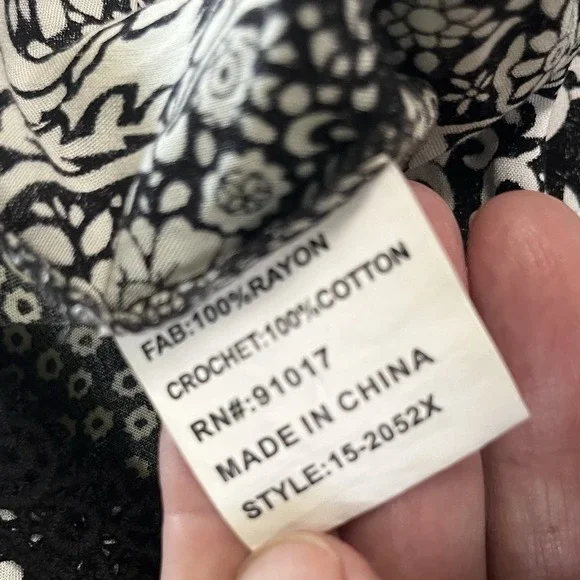 FAB:100%RAYON
CROCHET:100%COTTON
RN#:91017
MADE IN CHINA
STYLE:15-2052X